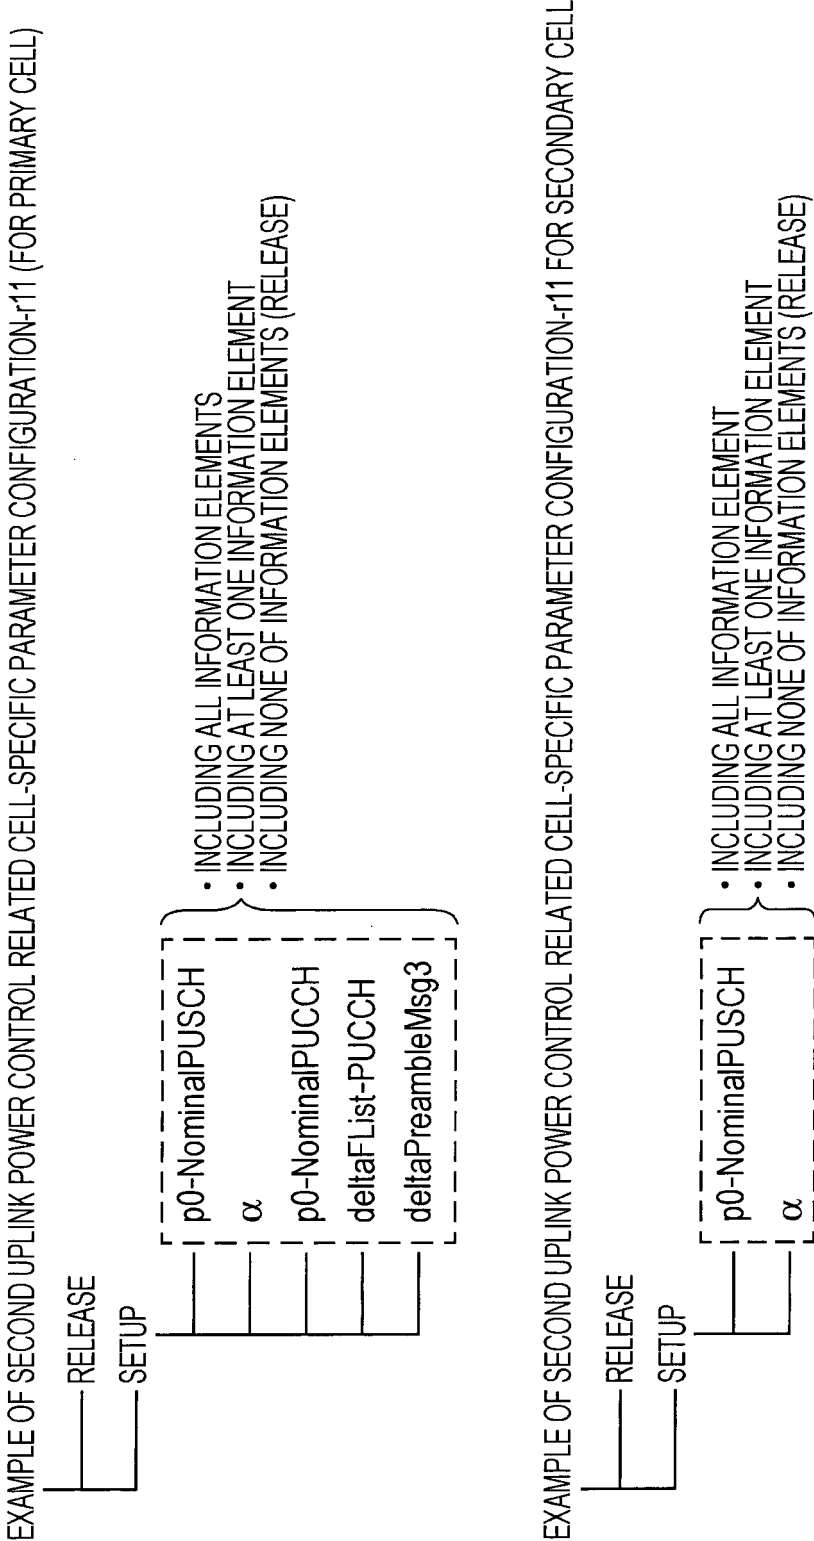 EXAMPLE OF SECOND UPLINK POWER CONTROL RELATED CELL-SPECIFIC PARAMETER CONFIGURATION-r11 (FOR PRIMARY CELL)
RELEASE
SETUP
p0-NominalPUSCH
α
p0-NominalPUCCH
deltaFList-PUCCH
deltaPreambleMsg3
• INCLUDING ALL INFORMATION ELEMENTS
• INCLUDING AT LEAST ONE INFORMATION ELEMENT
• INCLUDING NONE OF INFORMATION ELEMENTS (RELEASE)
EXAMPLE OF SECOND UPLINK POWER CONTROL RELATED CELL-SPECIFIC PARAMETER CONFIGURATION-r11 FOR SECONDARY CELL
RELEASE
SETUP
p0-NominalPUSCH
α
• INCLUDING ALL INFORMATION ELEMENT
• INCLUDING AT LEAST ONE INFORMATION ELEMENT
• INCLUDING NONE OF INFORMATION ELEMENTS (RELEASE)